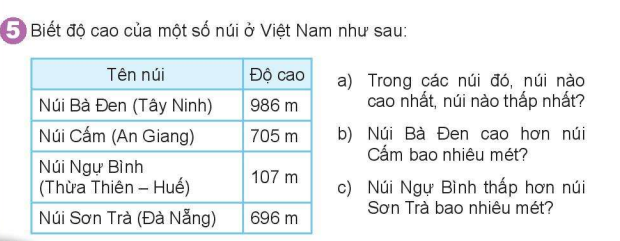 5 Biết độ cao của một số núi ở Việt Nam như sau:
Tên núi Độ cao
Núi Bà Đen (Tây Ninh) 986 m
Núi Cấm (An Giang) 705 m
Núi Ngự Bình
(Thừa Thiên – Huế) 107 m
Núi Sơn Trà (Đà Nẵng) 696 m
a) Trong các núi đó, núi nào
cao nhất, núi nào thấp nhất?
b) Núi Bà Đen cao hơn núi
Cấm bao nhiêu mét?
c) Núi Ngự Bình thấp hơn núi
Sơn Trà bao nhiêu mét?